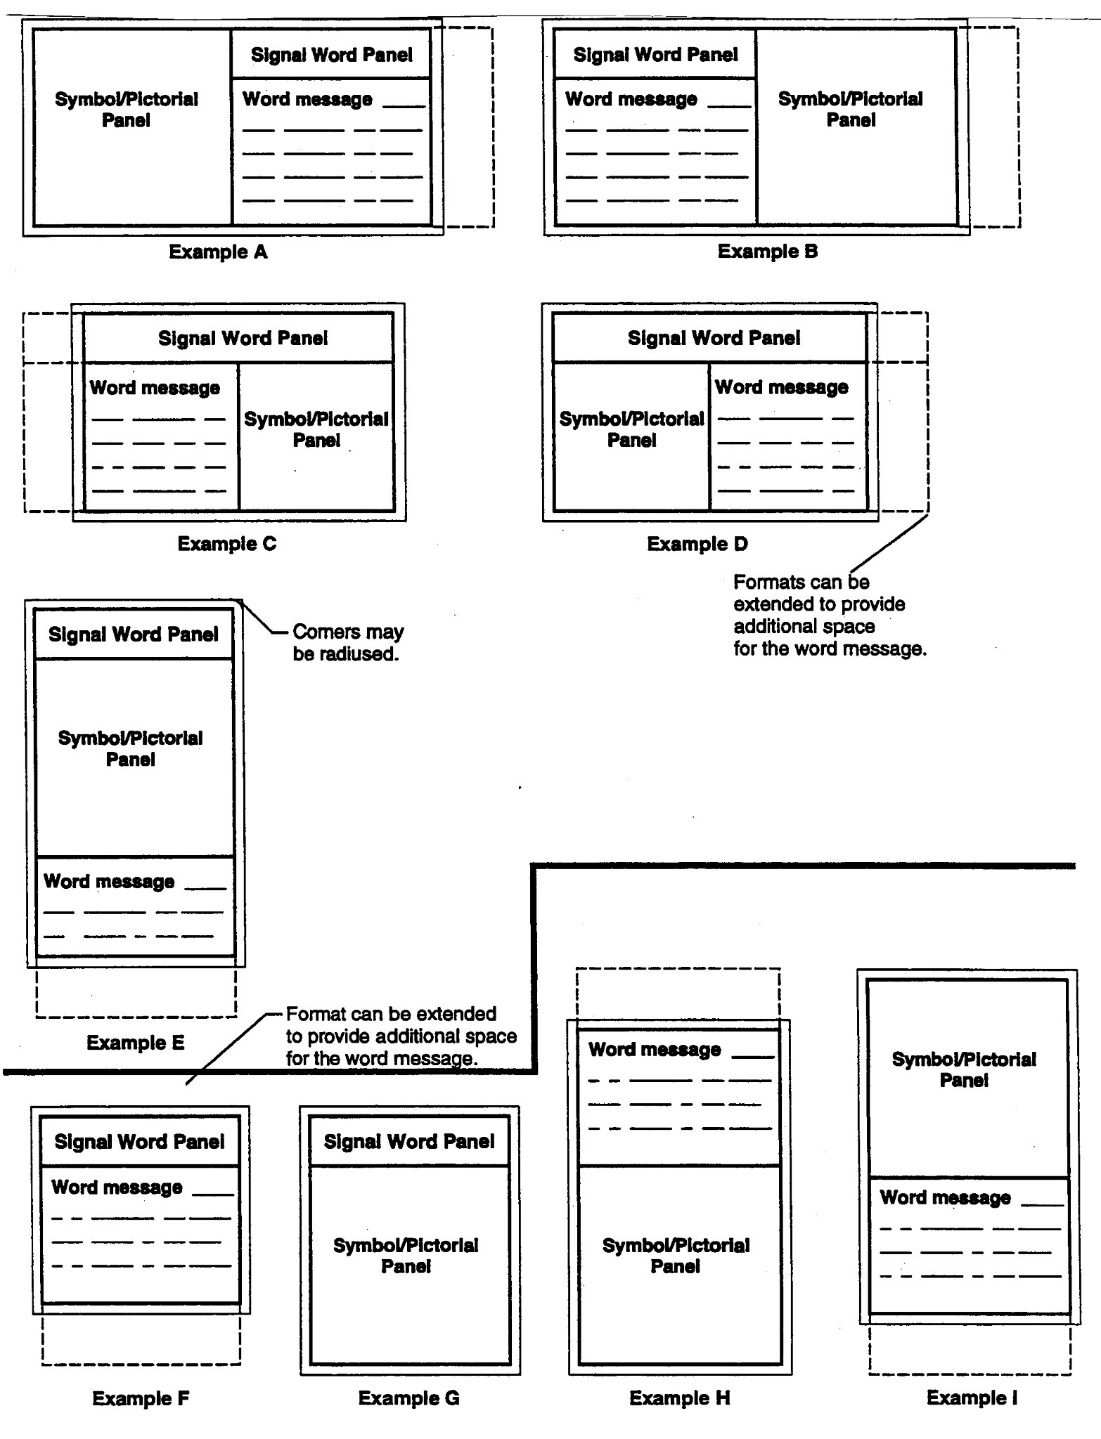 Symbol/Pictorial
Panel
Signal Word Panel
Word message
Example A
Signal Word Panel
Word message
Symbol/Pictorial
Panel
Example B
Signal Word Panel
Word message
Symbol/Pictorial
Panel
Example C
Signal Word Panel
Symbol/Pictorial
Panel
Word message
Example D
Formats can be
extended to provide
additional space
for the word message.
Signal Word Panel
Corners may
be radiused.
Symbol/Pictorial
Panel
Word message
Example E
Format can be extended
to provide additional space
for the word message.
Signal Word Panel
Word message
Example F
Signal Word Panel
Symbol/Pictorial
Panel
Example G
Word message
Symbol/Pictorial
Panel
Example H
Symbol/Pictorial
Panel
Word message
Example I